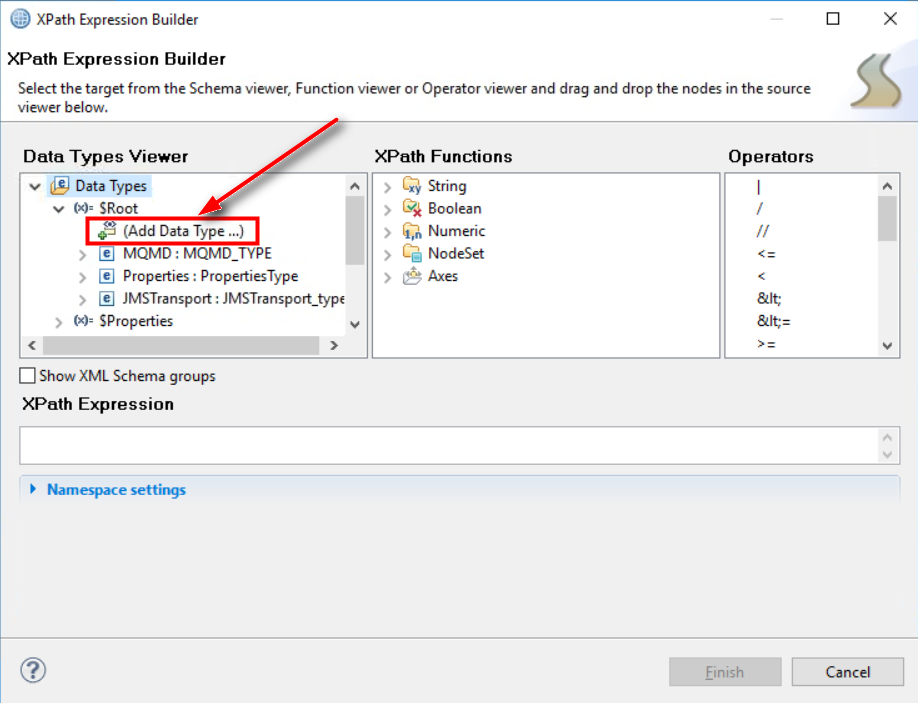 XPath Expression Builder
XPath Expression Builder
Select the target from the Schema viewer, Function viewer or Operator viewer and drag and drop the nodes in the source
viewer below.
Data Types Viewer
Data Types
(x)= $Root
(Add Data Type ...)
MQMD : MQMD_TYPE
Properties : PropertiesType
JMSTransport : JMSTransport_type
(x)= $Properties
XPath Functions
String
Boolean
Numeric
NodeSet
Axes
Operators
|
/
//
<=
<
&lt;
&lt;=
>=
Show XML Schema groups
XPath Expression
Namespace settings
?
Finish
Cancel